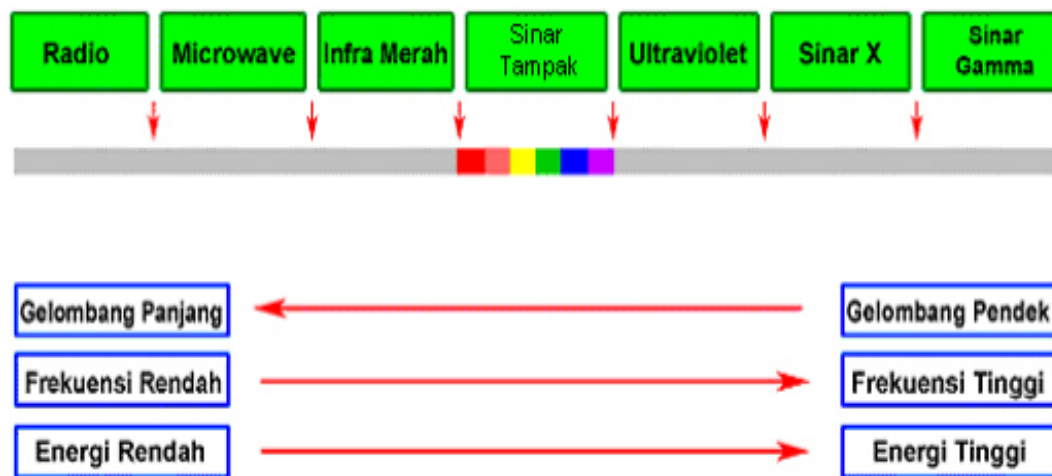 Radio
Microwave
Infra Merah
Sinar
Tampak
Ultraviolet
Sinar X
Sinar
Gamma
Gelombang Panjang
Gelombang Pendek
Frekuensi Rendah
Frekuensi Tinggi
Energi Rendah
Energi Tinggi